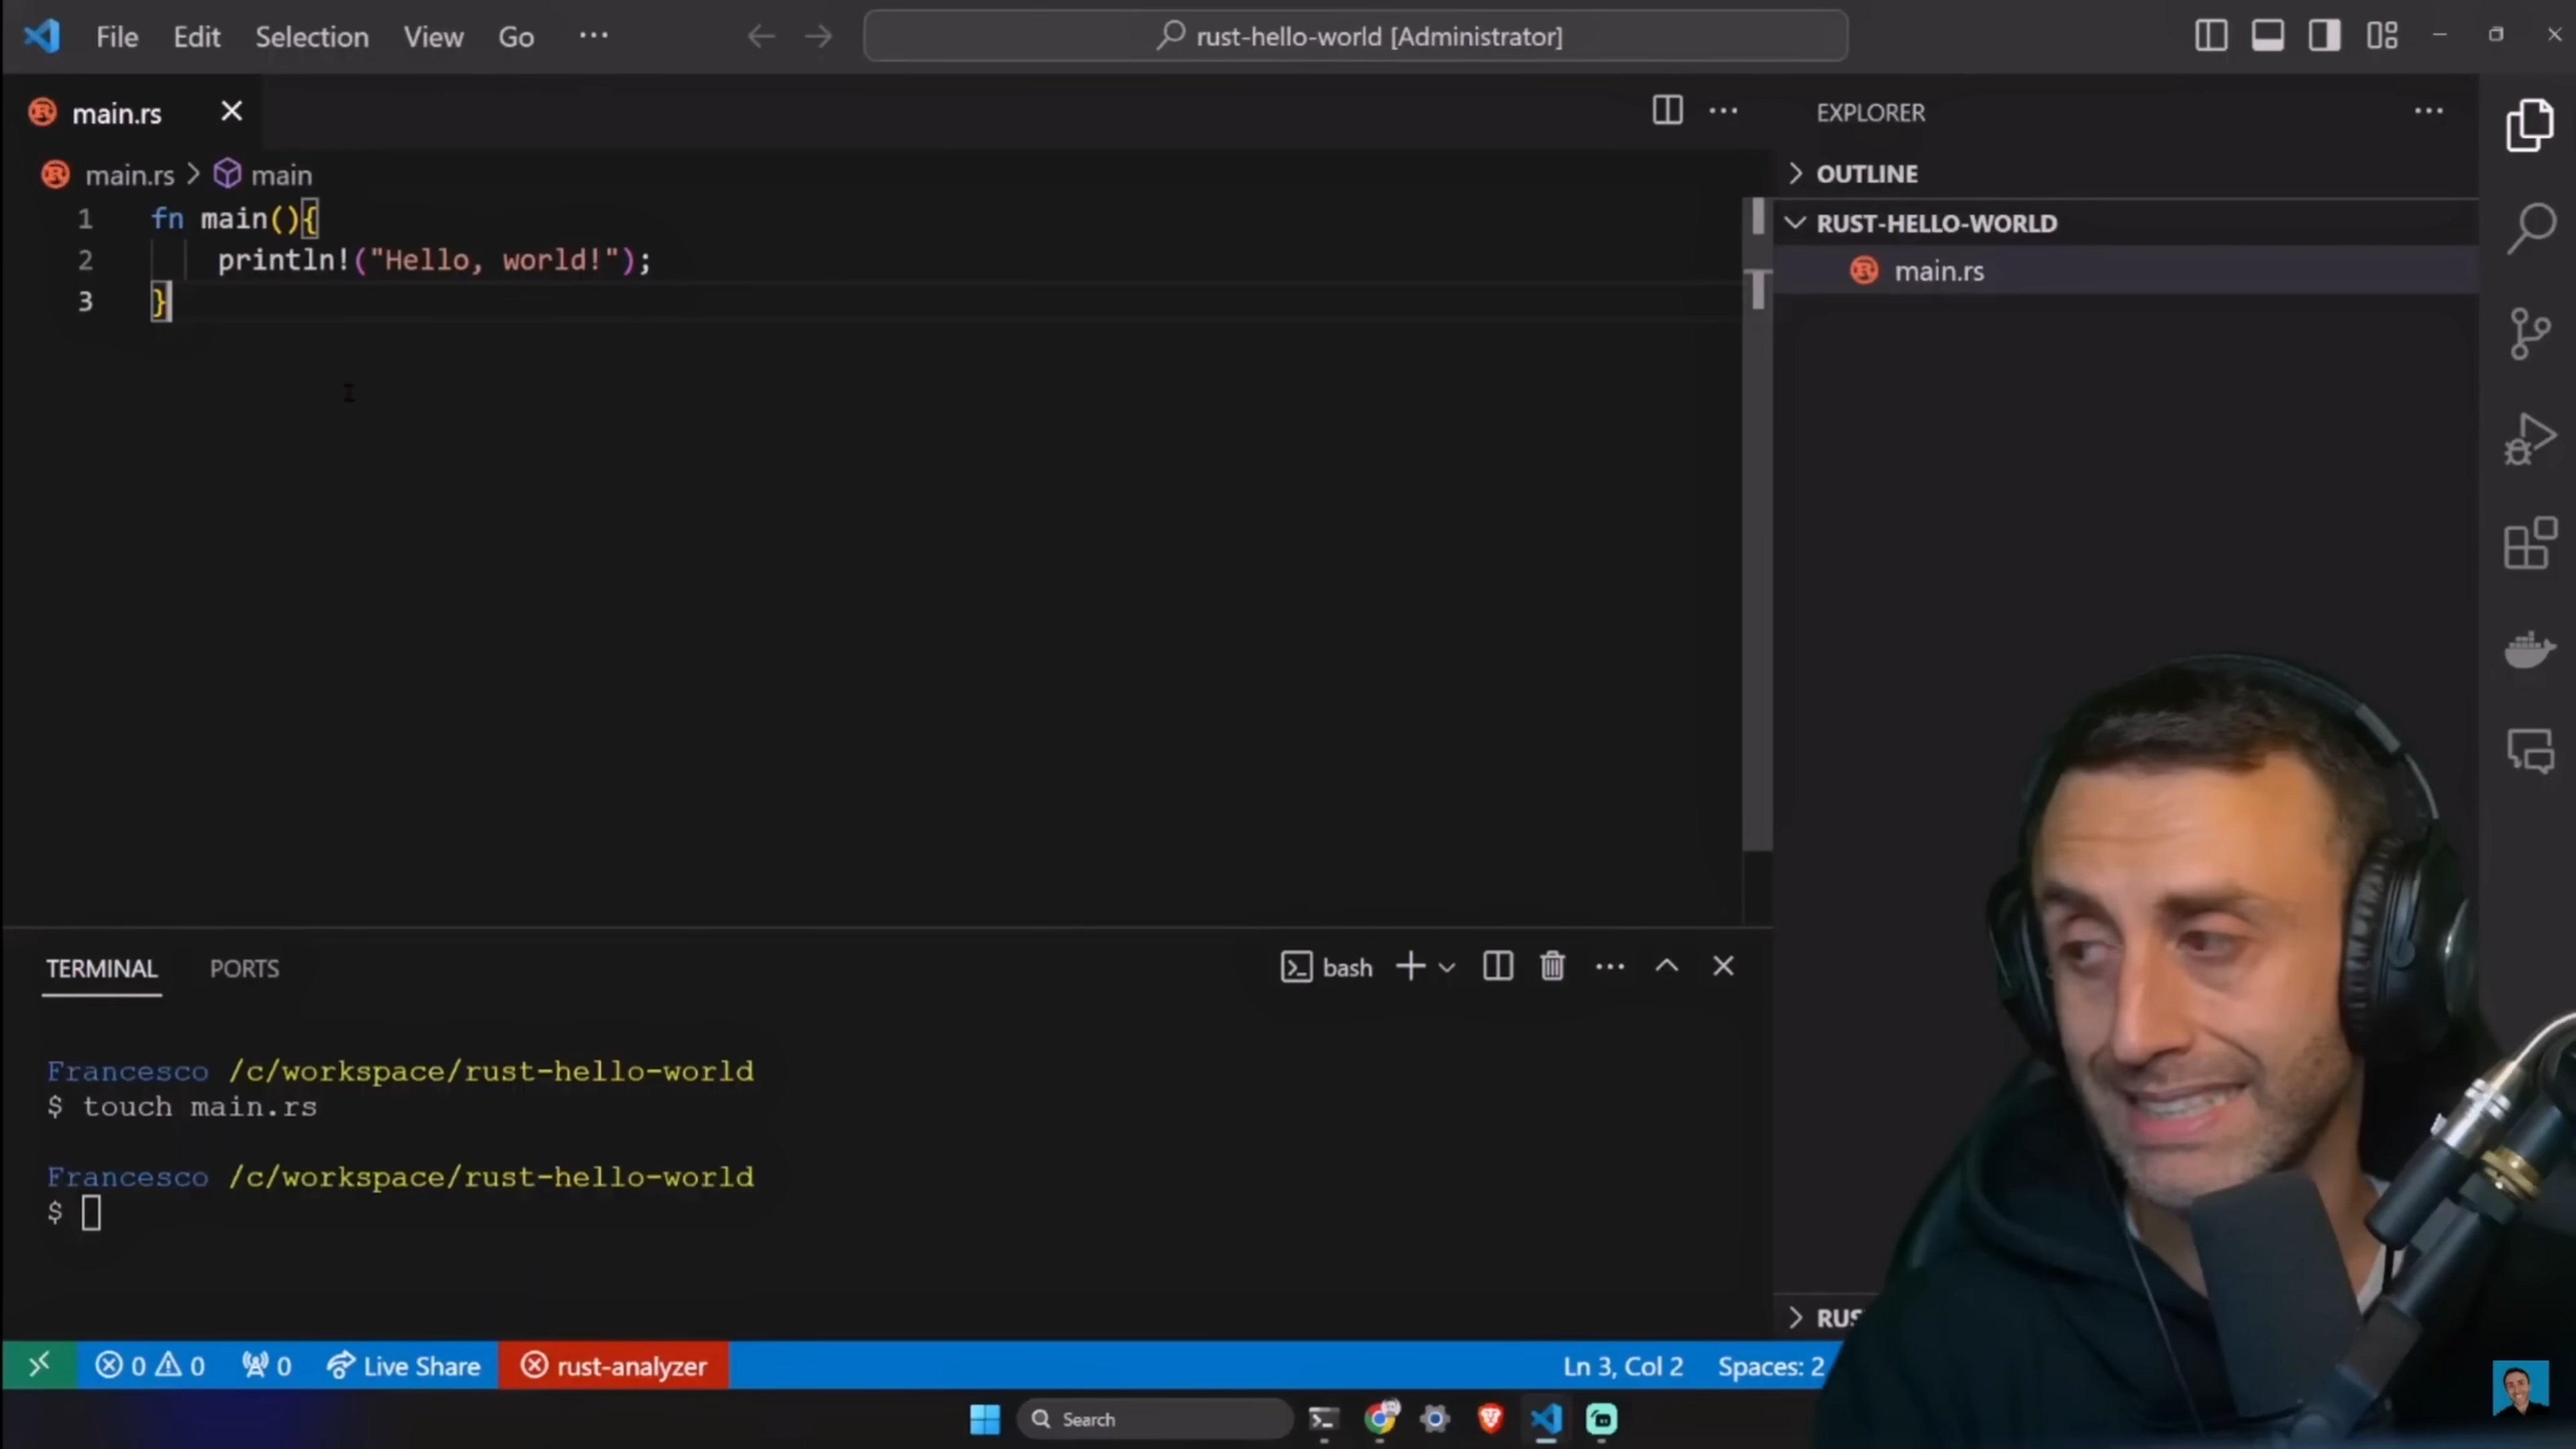 File Edit Selection View Go ··· rust-hello-world [Administrator]
main.rs
main.rs > main
1 fn main(){
2 println!("Hello, world!");
3 }
EXPLORER
OUTLINE
RUST-HELLO-WORLD
main.rs
RUS
TERMINAL PORTS
bash
Francesco /c/workspace/rust-hello-world
$ touch main.rs
Francesco /c/workspace/rust-hello-world
$
0 0 0 Live Share rust-analyzer Ln 3, Col 2 Spaces: 2
Search